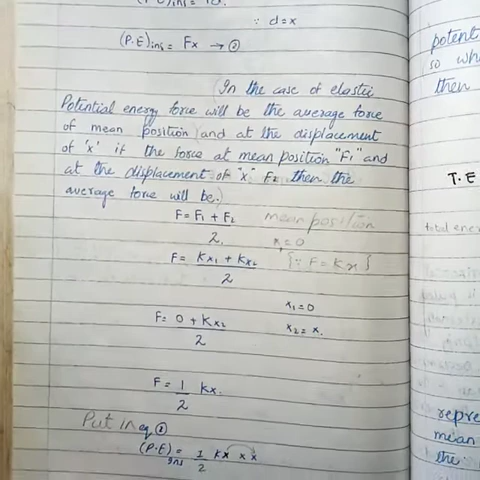 ∵ d=x
(P.E)ins = Fx → ②
(In the case of elastic
Potential energy force will be the average force
of mean position) and at the displacement
of "x" if the force at mean position "F1" and
at the displacement of "x" F2 then the
average force will be.)
F = F1 + F2 / 2 mean position
x1 = 0
F = Kx1 + Kx2 / 2 {∵ F = Kx}
x1 = 0
F = 0 + Kx2 / 2 x2 = x.
F = 1/2 kx.
Put in eq ②
(P.E)ins = 1/2 kx × x
potent
so wh
then
T.E
total ener
repre
mean
the